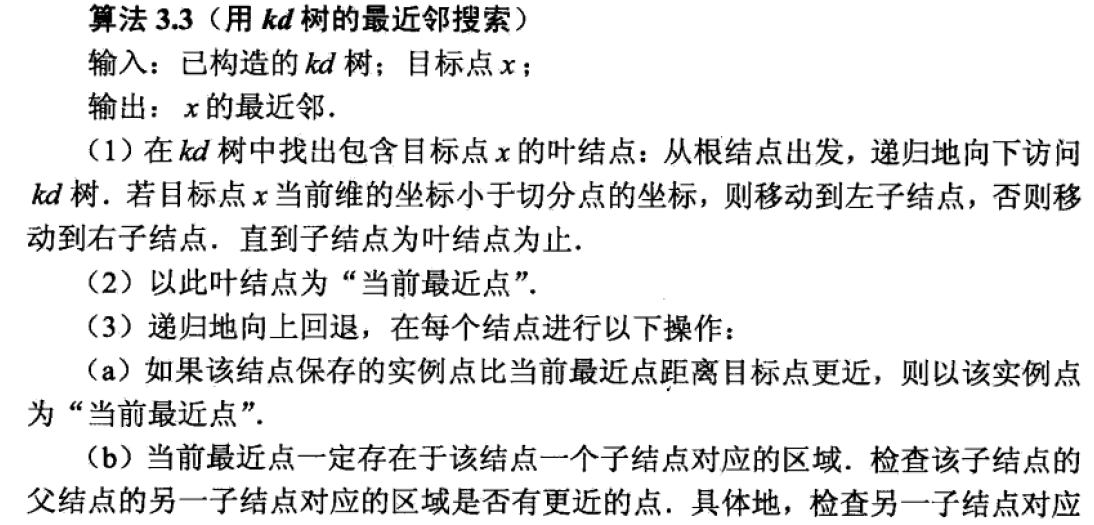 算法 3.3（用 kd 树的最近邻搜索）
输入：已构造的 kd 树；目标点 x；
输出：x 的最近邻．
（1）在 kd 树中找出包含目标点 x 的叶结点：从根结点出发，递归地向下访问
kd 树．若目标点 x 当前维的坐标小于切分点的坐标，则移动到左子结点，否则移
动到右子结点．直到子结点为叶结点为止．
（2）以此叶结点为“当前最近点”．
（3）递归地向上回退，在每个结点进行以下操作：
（a）如果该结点保存的实例点比当前最近点距离目标点更近，则以该实例点
为“当前最近点”．
（b）当前最近点一定存在于该结点一个子结点对应的区域．检查该子结点的
父结点的另一子结点对应的区域是否有更近的点．具体地，检查另一子结点对应